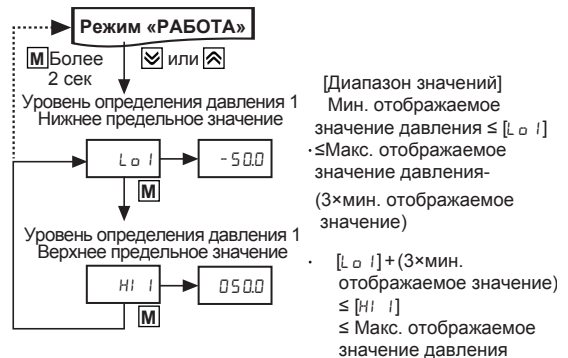 Режим «РАБОТА»
M Более
2 сек
или
Уровень определения давления 1
Нижнее предельное значение
Lo1
-50.0
M
Уровень определения давления 1
Верхнее предельное значение
HI 1
050.0
M
[Диапазон значений]
Мин. отображаемое
значение давления ≤ [Lo1]
·≤Макс. отображаемое
значение давления-
(3×мин. отображаемое
значение)
· [Lo1]+(3×мин.
отображаемое значение)
≤ [HI 1]
≤ Макс. отображаемое
значение давления